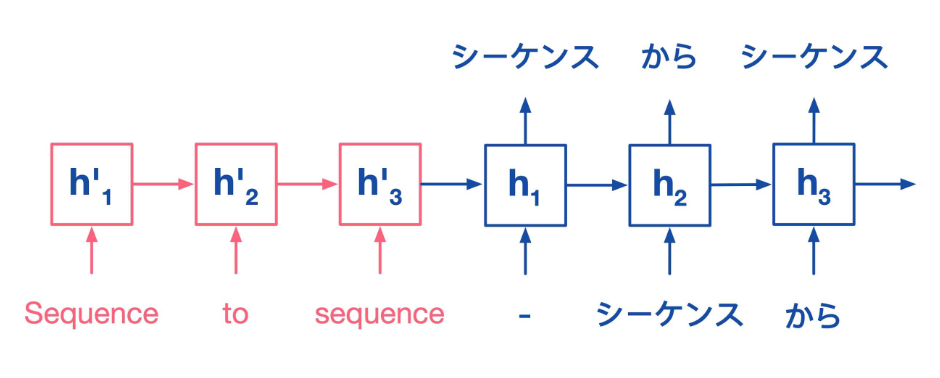 シーケンス から シーケンス
h'1 h'2 h'3 h1 h2 h3
Sequence to sequence - シーケンス から